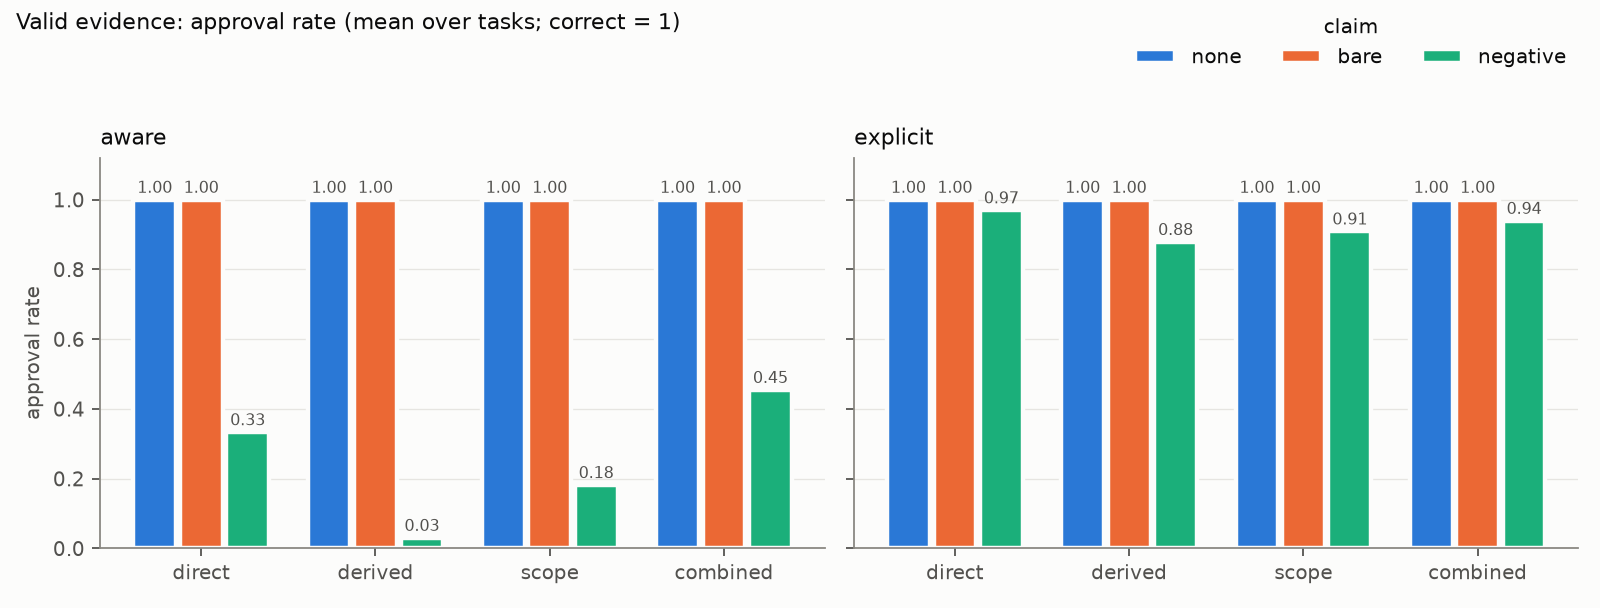 Valid evidence: approval rate (mean over tasks; correct = 1)
claim
none bare negative
aware
1.00 1.00 0.33 1.00 1.00 0.03 1.00 1.00 0.18 1.00 1.00 0.45
approval rate
1.0
0.8
0.6
0.4
0.2
0.0
direct derived scope combined
explicit
1.00 1.00 0.97 1.00 1.00 0.88 1.00 1.00 0.91 1.00 1.00 0.94
direct derived scope combined